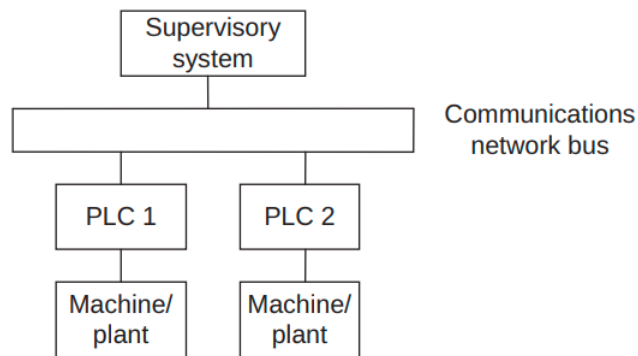 Supervisory
system
Communications
network bus
PLC 1
PLC 2
Machine/
plant
Machine/
plant